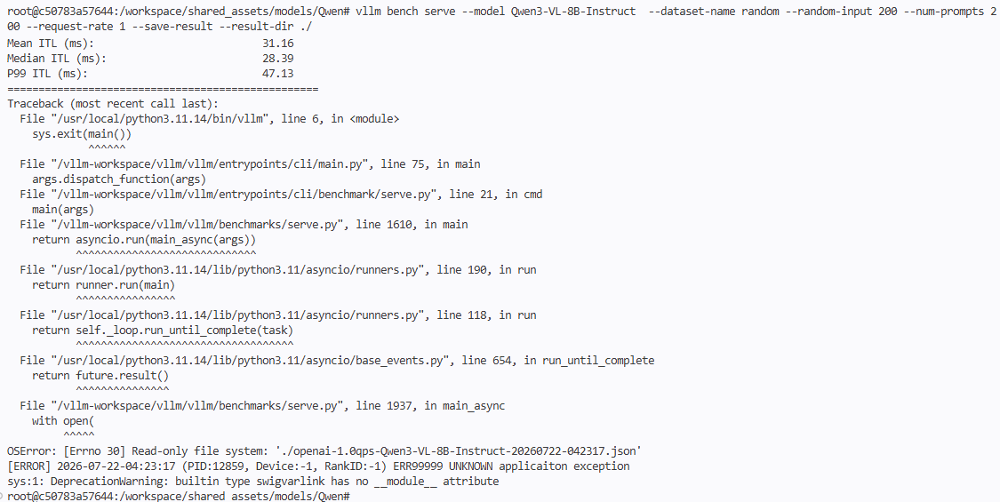 root@c50783a57644:/workspace/shared_assets/models/Qwen# vllm bench serve --model Qwen3-VL-8B-Instruct  --dataset-name random --random-input 200 --num-prompts 2
00 --request-rate 1 --save-result --result-dir ./
Mean ITL (ms):                           31.16
Median ITL (ms):                         28.39
P99 ITL (ms):                            47.13
==================================================
Traceback (most recent call last):
  File "/usr/local/python3.11.14/bin/vllm", line 6, in <module>
    sys.exit(main())
             ^^^^^^
  File "/vllm-workspace/vllm/vllm/entrypoints/cli/main.py", line 75, in main
    args.dispatch_function(args)
  File "/vllm-workspace/vllm/vllm/entrypoints/cli/benchmark/serve.py", line 21, in cmd
    main(args)
  File "/vllm-workspace/vllm/vllm/benchmarks/serve.py", line 1610, in main
    return asyncio.run(main_async(args))
           ^^^^^^^^^^^^^^^^^^^^^^^^^^^^^
  File "/usr/local/python3.11.14/lib/python3.11/asyncio/runners.py", line 190, in run
    return runner.run(main)
           ^^^^^^^^^^^^^^^^
  File "/usr/local/python3.11.14/lib/python3.11/asyncio/runners.py", line 118, in run
    return self._loop.run_until_complete(task)
           ^^^^^^^^^^^^^^^^^^^^^^^^^^^^^^^^^^^
  File "/usr/local/python3.11.14/lib/python3.11/asyncio/base_events.py", line 654, in run_until_complete
    return future.result()
           ^^^^^^^^^^^^^^^
  File "/vllm-workspace/vllm/vllm/benchmarks/serve.py", line 1937, in main_async
    with open(
         ^^^^^
OSError: [Errno 30] Read-only file system: './openai-1.0qps-Qwen3-VL-8B-Instruct-20260722-042317.json'
[ERROR] 2026-07-22-04:23:17 (PID:12859, Device:-1, RankID:-1) ERR99999 UNKNOWN applicaiton exception
sys:1: DeprecationWarning: builtin type swigvarlink has no __module__ attribute
root@c50783a57644:/workspace/shared_assets/models/Qwen#